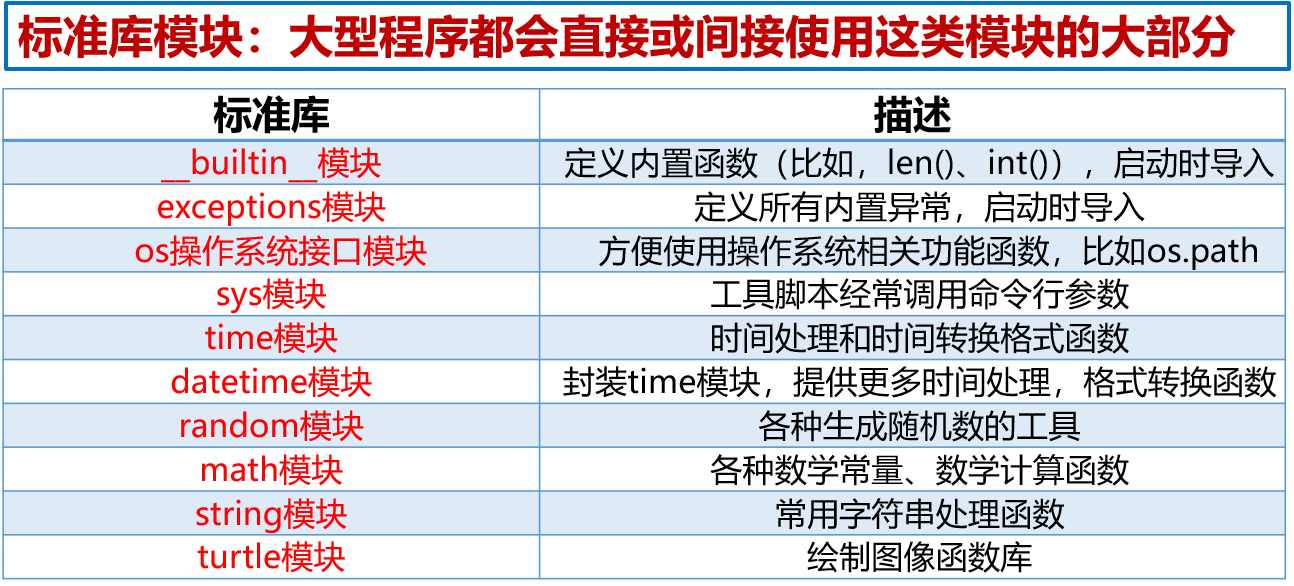 标准库模块：大型程序都会直接或间接使用这类模块的大部分
标准库 描述
__builtin__模块 定义内置函数（比如，len()、int()），启动时导入
exceptions模块 定义所有内置异常，启动时导入
os操作系统接口模块 方便使用操作系统相关功能函数，比如os.path
sys模块 工具脚本经常调用命令行参数
time模块 时间处理和时间转换格式函数
datetime模块 封装time模块，提供更多时间处理，格式转换函数
random模块 各种生成随机数的工具
math模块 各种数学常量、数学计算函数
string模块 常用字符串处理函数
turtle模块 绘制图像函数库